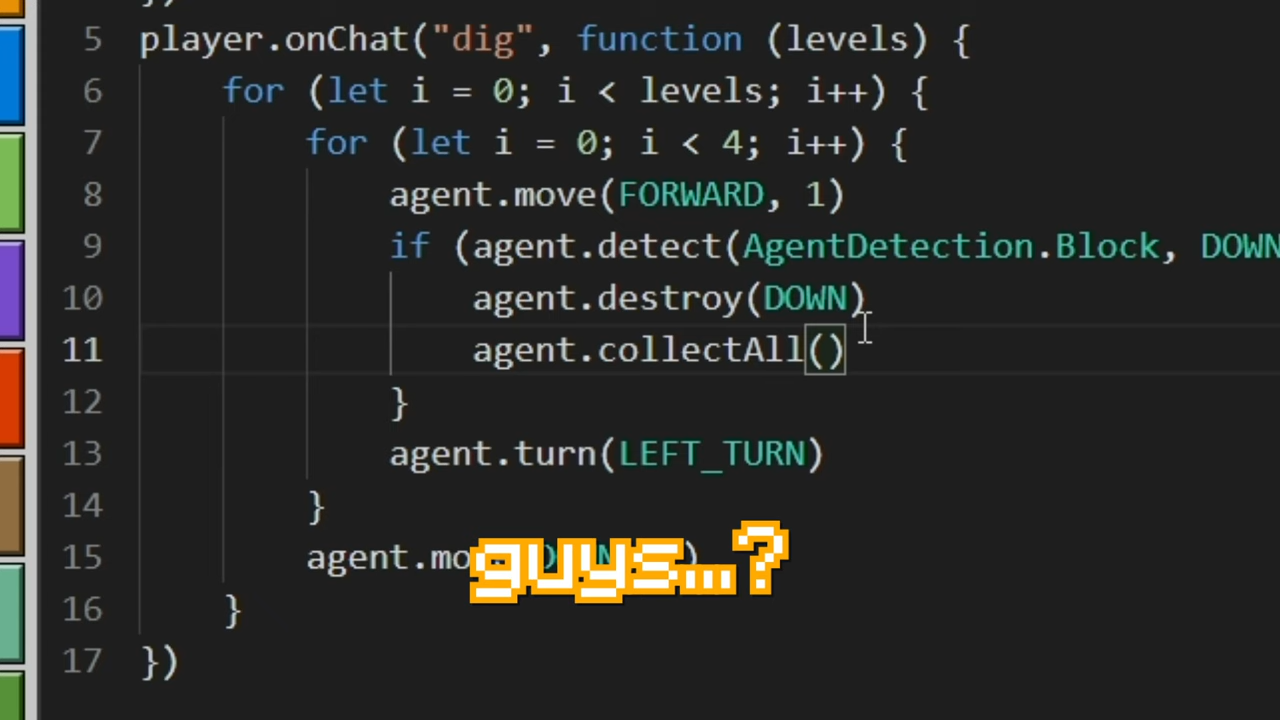 5 player.onChat("dig", function (levels) {
6 for (let i = 0; i < levels; i++) {
7 for (let i = 0; i < 4; i++) {
8 agent.move(FORWARD, 1)
9 if (agent.detect(AgentDetection.Block, DOWN
10 agent.destroy(DOWN)
11 agent.collectAll()
12 }
13 agent.turn(LEFT_TURN)
14 }
15 agent.mo )
guys...?
16 }
17 })